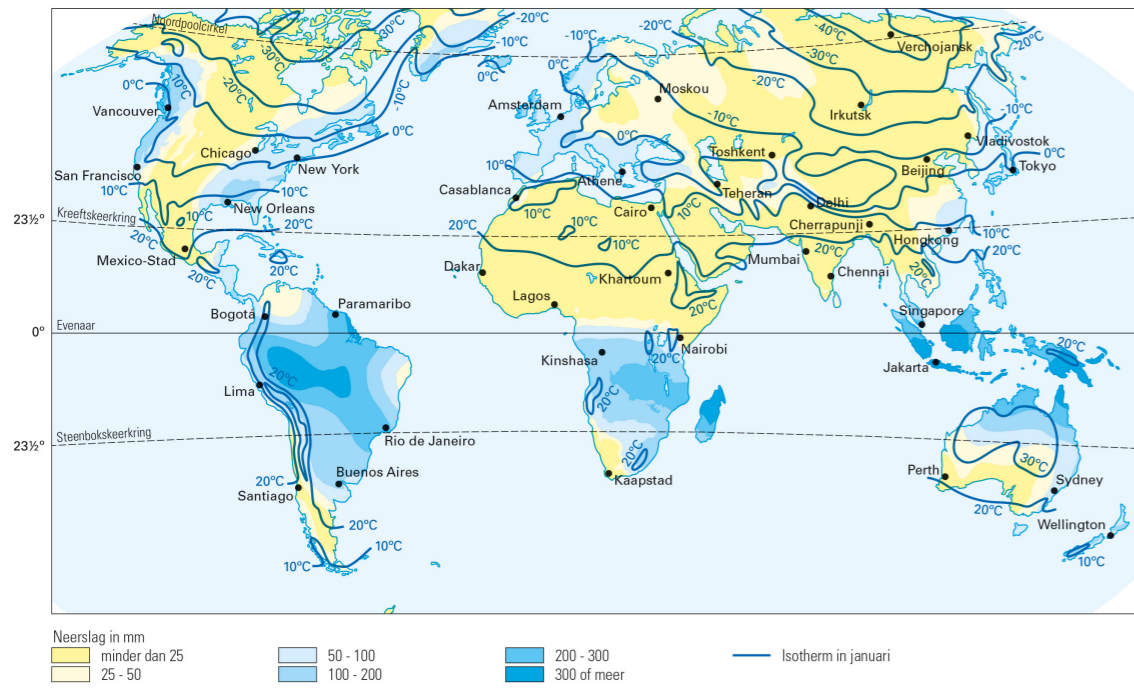 Noordpoolcirkel
-30°C
-30°C
-20°C
-10°C
-20°C
-10°C
0°C
-10°C
-20°C
-10°C
-10°C
0°C
-20°C
-40°C
-30°C
-20°C
-10°C
-20°C
-10°C
0°C
Verchojansk
Moskou
Amsterdam
Irkutsk
Vancouver
Chicago
New York
San Francisco
10°C
10°C
New Orleans
10°C
20°C
20°C
Mexico-Stad
20°C
20°C
0°C
10°C
Athene
Casablanca
10°C
Cairo
10°C
10°C
10°C
20°C
Toshkent
Teheran
Vladivostok
0°C
Beijing
Tokyo
Delhi
Cherrapunji
Hongkong
10°C
20°C
20°C
20°C
Mumbai
Chennai
Dakar
Khartoum
Lagos
20°C
23½°
Kreeftskeerkring
Paramaribo
Bogotá
Singapore
0°
Evenaar
Kinshasa
20°C
Nairobi
Jakarta
20°C
Lima
20°C
20°C
Steenbokskeerkring
23½°
Rio de Janeiro
Buenos Aires
20°C
Santiago
20°C
10°C
10°C
20°C
Kaapstad
30°C
Perth
Sydney
20°C
Wellington
10°C
Neerslag in mm
minder dan 25
25 - 50
50 - 100
100 - 200
200 - 300
300 of meer
Isotherm in januari